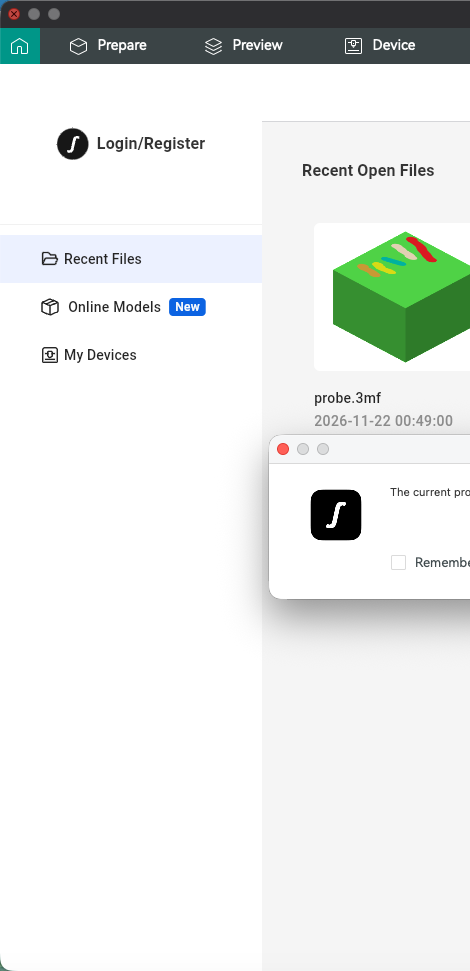 Prepare
Preview
Device
Login/Register
Recent Open Files
Recent Files
Online Models New
My Devices
probe.3mf
2026-11-22 00:49:00
The current pro
Remembe